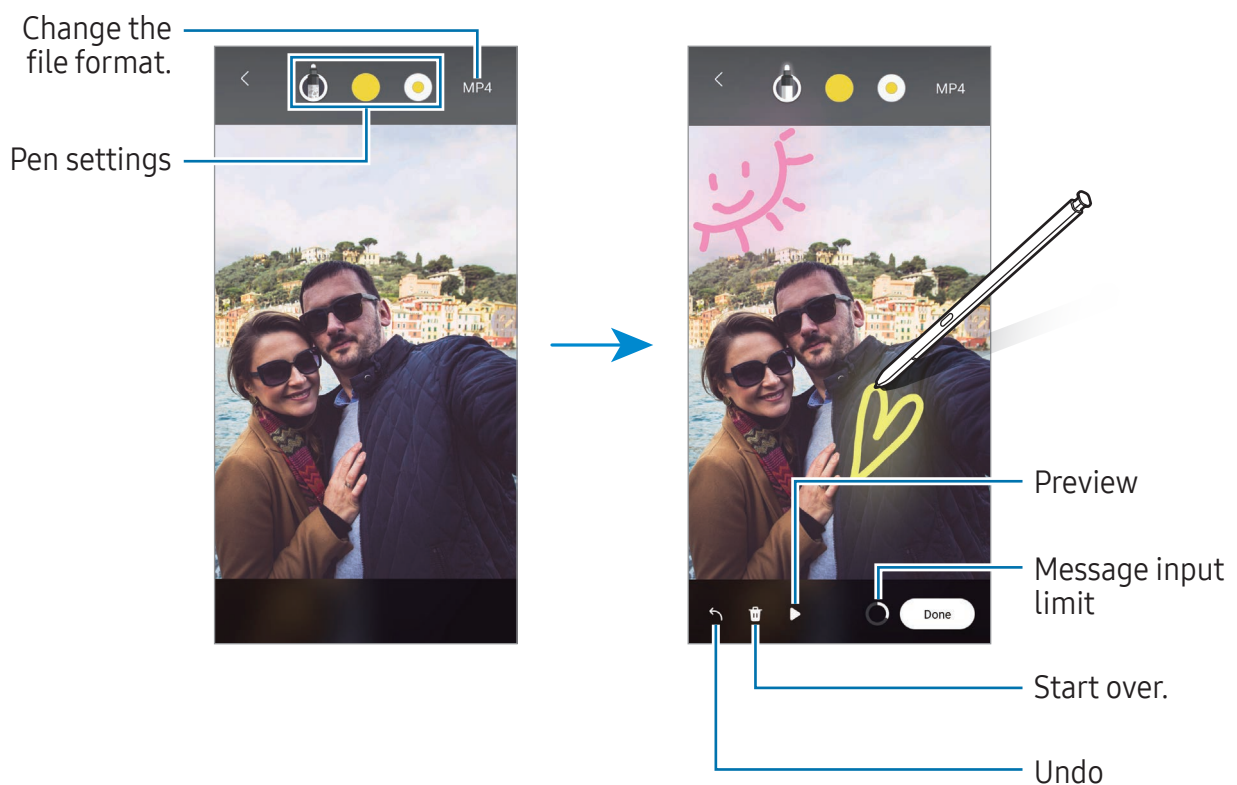 Change the
file format.
Pen settings
MP4
MP4
Preview
Message input
limit
Done
Start over.
Undo